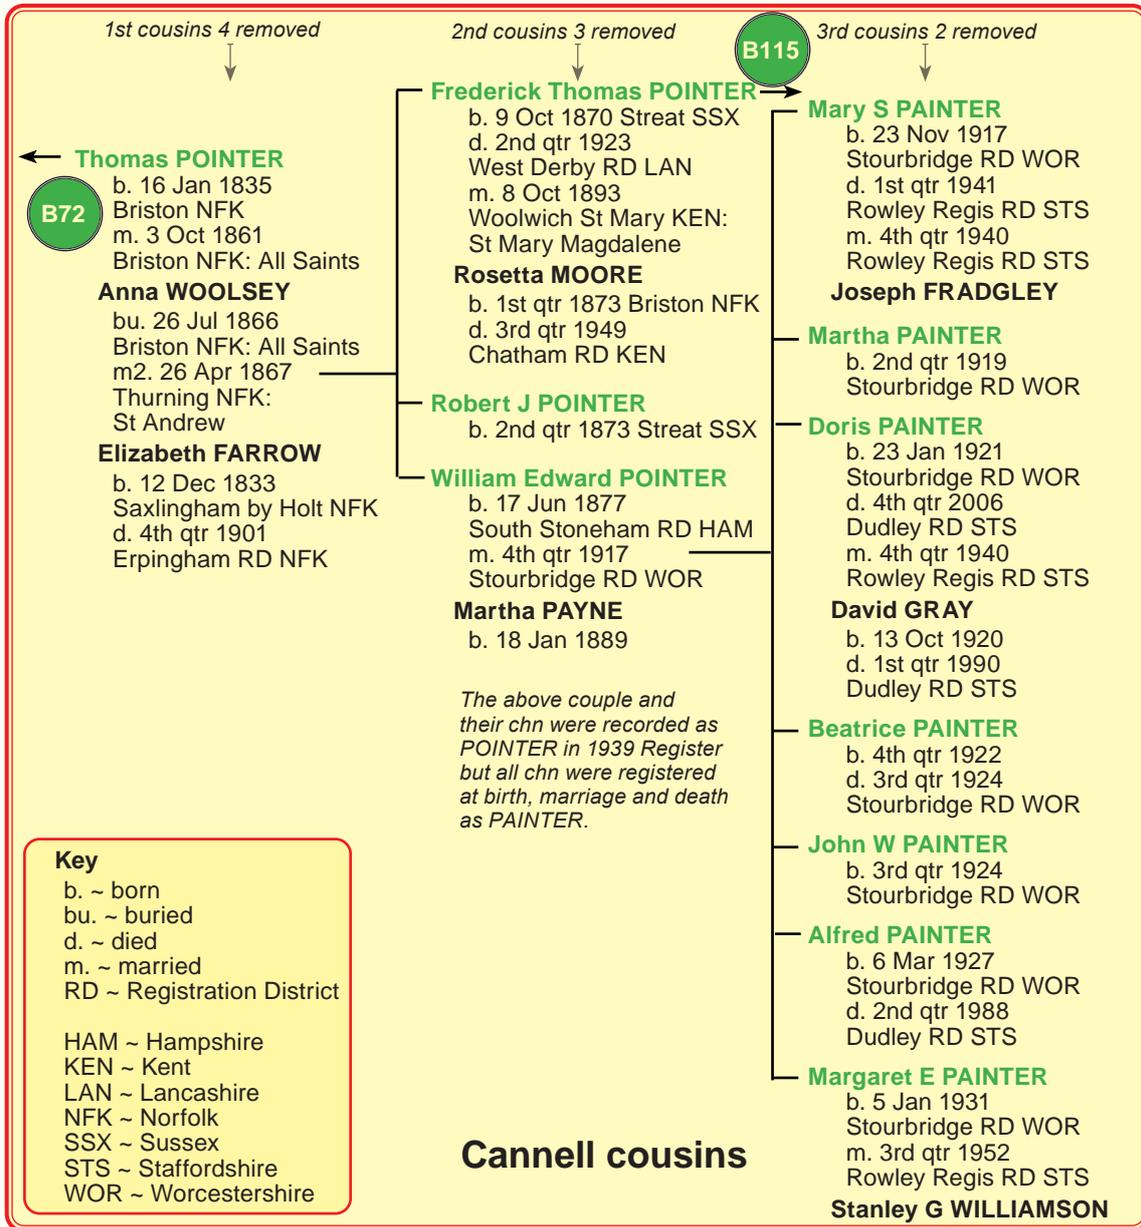 1st cousins 4 removed
2nd cousins 3 removed
B115
3rd cousins 2 removed
Thomas POINTER
B72
b. 16 Jan 1835
Briston NFK
m. 3 Oct 1861
Briston NFK: All Saints
Anna WOOLSEY
bu. 26 Jul 1866
Briston NFK: All Saints
m2. 26 Apr 1867
Thurning NFK:
St Andrew
Elizabeth FARROW
b. 12 Dec 1833
Saxlingham by Holt NFK
d. 4th qtr 1901
Erpingham RD NFK
Frederick Thomas POINTER
b. 9 Oct 1870 Streat SSX
d. 2nd qtr 1923
West Derby RD LAN
m. 8 Oct 1893
Woolwich St Mary KEN:
St Mary Magdalene
Rosetta MOORE
b. 1st qtr 1873 Briston NFK
d. 3rd qtr 1949
Chatham RD KEN
Robert J POINTER
b. 2nd qtr 1873 Streat SSX
William Edward POINTER
b. 17 Jun 1877
South Stoneham RD HAM
m. 4th qtr 1917
Stourbridge RD WOR
Martha PAYNE
b. 18 Jan 1889
The above couple and
their chn were recorded as
POINTER in 1939 Register
but all chn were registered
at birth, marriage and death
as PAINTER.
Mary S PAINTER
b. 23 Nov 1917
Stourbridge RD WOR
d. 1st qtr 1941
Rowley Regis RD STS
m. 4th qtr 1940
Rowley Regis RD STS
Joseph FRADGLEY
Martha PAINTER
b. 2nd qtr 1919
Stourbridge RD WOR
Doris PAINTER
b. 23 Jan 1921
Stourbridge RD WOR
d. 4th qtr 2006
Dudley RD STS
m. 4th qtr 1940
Rowley Regis RD STS
David GRAY
b. 13 Oct 1920
d. 1st qtr 1990
Dudley RD STS
Beatrice PAINTER
b. 4th qtr 1922
d. 3rd qtr 1924
Stourbridge RD WOR
John W PAINTER
b. 3rd qtr 1924
Stourbridge RD WOR
Alfred PAINTER
b. 6 Mar 1927
Stourbridge RD WOR
d. 2nd qtr 1988
Dudley RD STS
Margaret E PAINTER
b. 5 Jan 1931
Stourbridge RD WOR
m. 3rd qtr 1952
Rowley Regis RD STS
Stanley G WILLIAMSON
Key
b. ~ born
bu. ~ buried
d. ~ died
m. ~ married
RD ~ Registration District
HAM ~ Hampshire
KEN ~ Kent
LAN ~ Lancashire
NFK ~ Norfolk
SSX ~ Sussex
STS ~ Staffordshire
WOR ~ Worcestershire
Cannell cousins